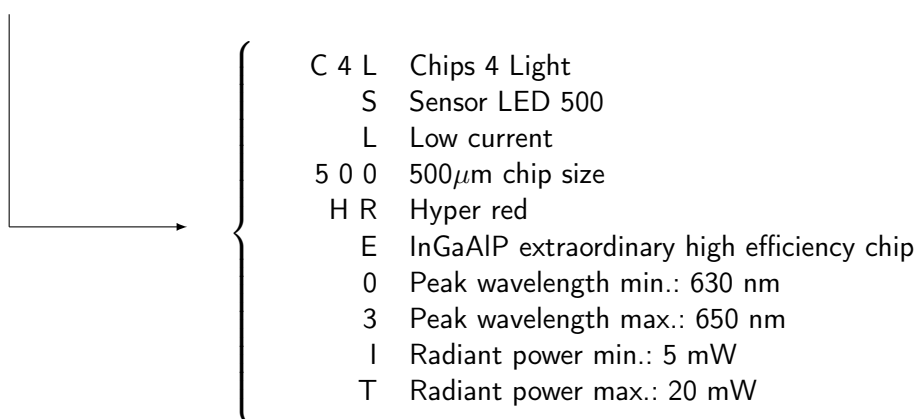 C 4 L Chips 4 Light
S Sensor LED 500
L Low current
5 0 0 500μm chip size
H R Hyper red
E InGaAlP extraordinary high efficiency chip
0 Peak wavelength min.: 630 nm
3 Peak wavelength max.: 650 nm
I Radiant power min.: 5 mW
T Radiant power max.: 20 mW